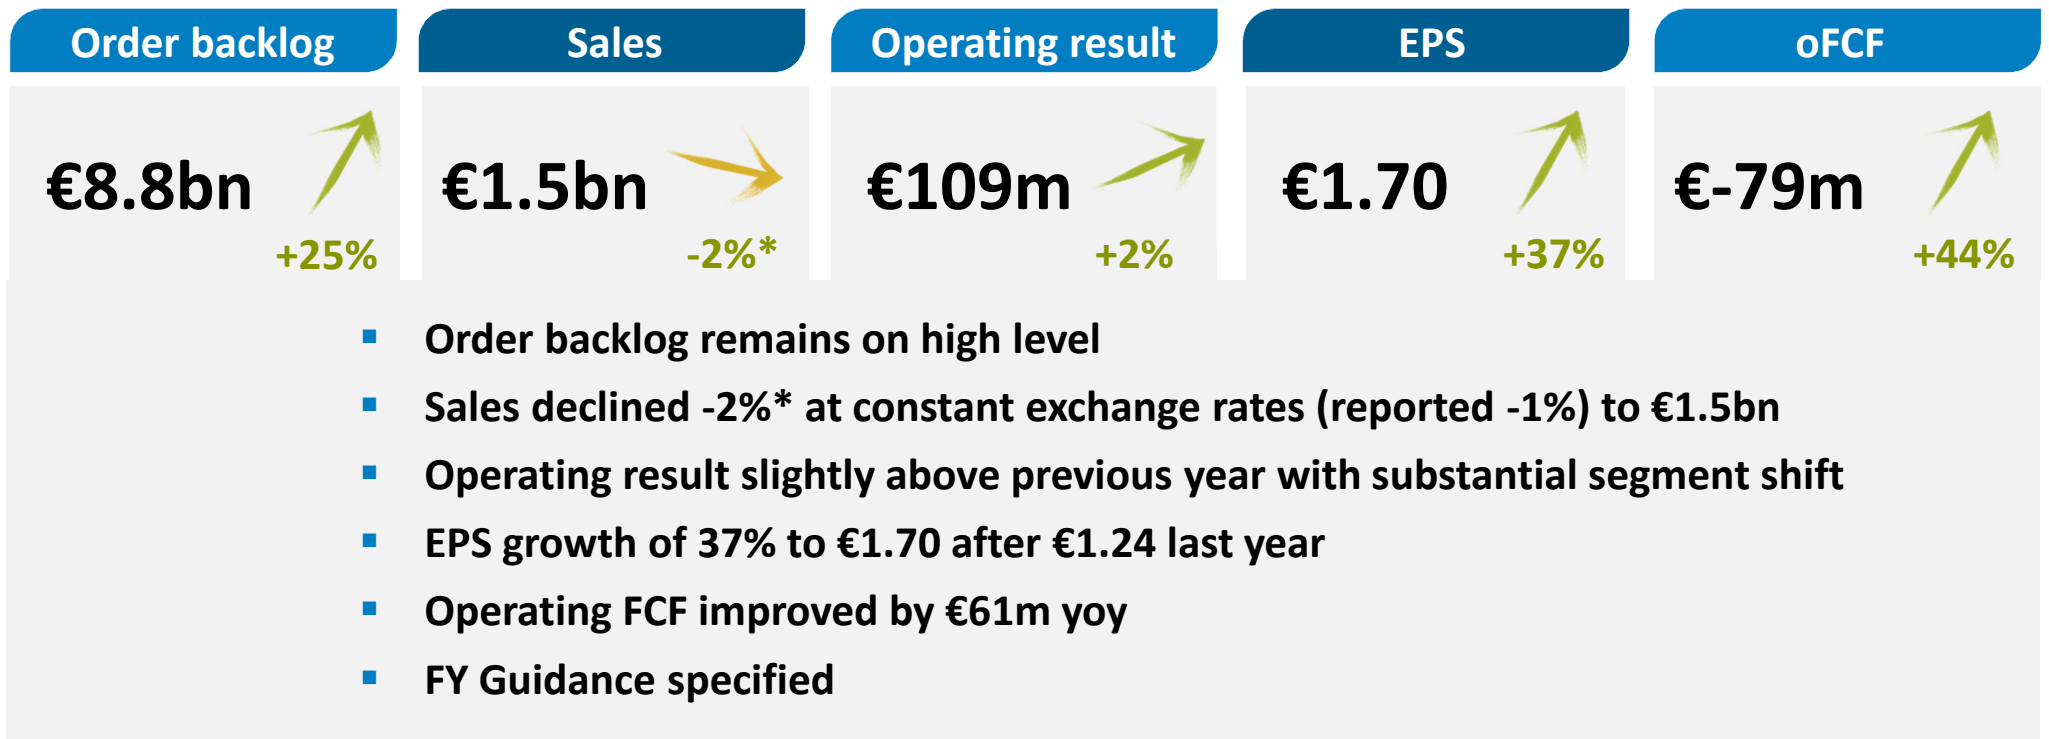 Order backlog
Sales
Operating result
EPS
oFCF
€8.8bn
€1.5bn
€109m
€1.70
€-79m
+25%
-2%*
+2%
+37%
+44%
▪ Order backlog remains on high level
▪ Sales declined -2%* at constant exchange rates (reported -1%) to €1.5bn
▪ Operating result slightly above previous year with substantial segment shift
▪ EPS growth of 37% to €1.70 after €1.24 last year
▪ Operating FCF improved by €61m yoy
▪ FY Guidance specified